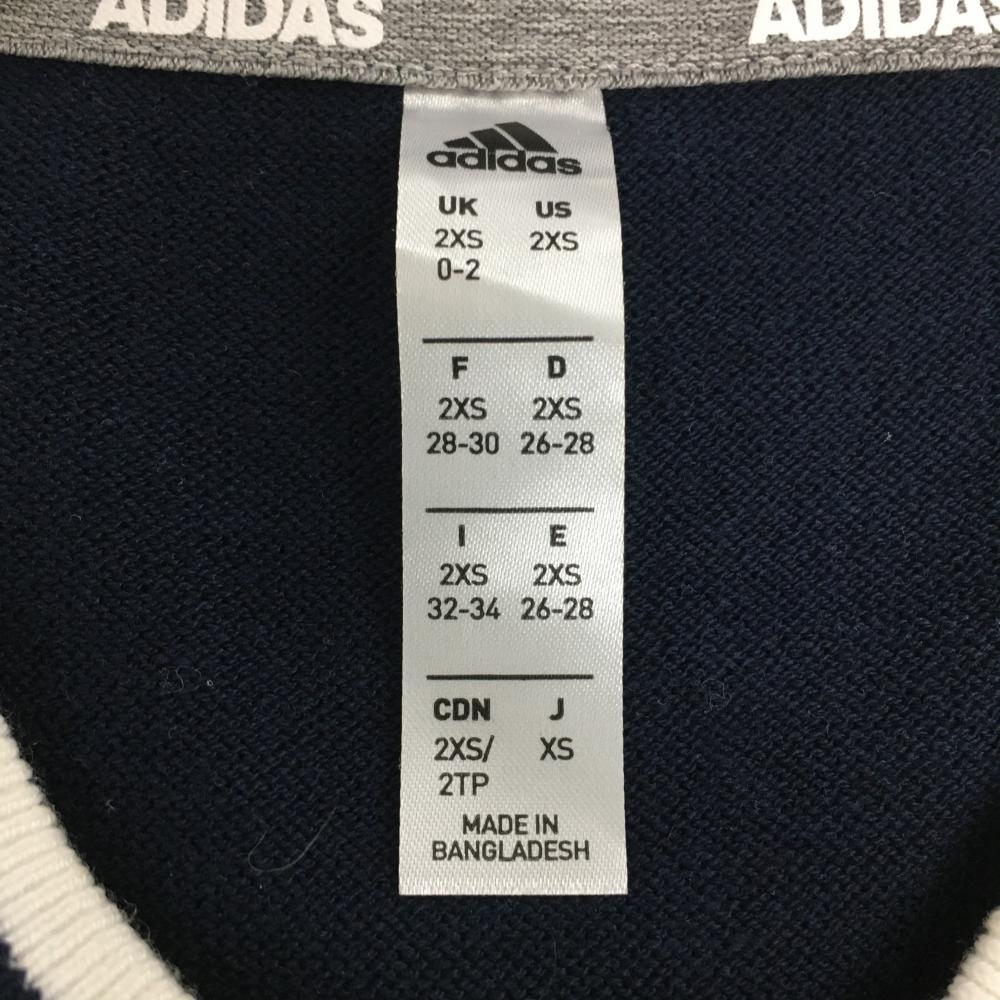 ADIDAS ADIDAS
adidas
UK US
2XS 2XS
0-2
F D
2XS 2XS
28-30 26-28
I E
2XS 2XS
32-34 26-28
CDN J
2XS/ XS
2TP
MADE IN
BANGLADESH